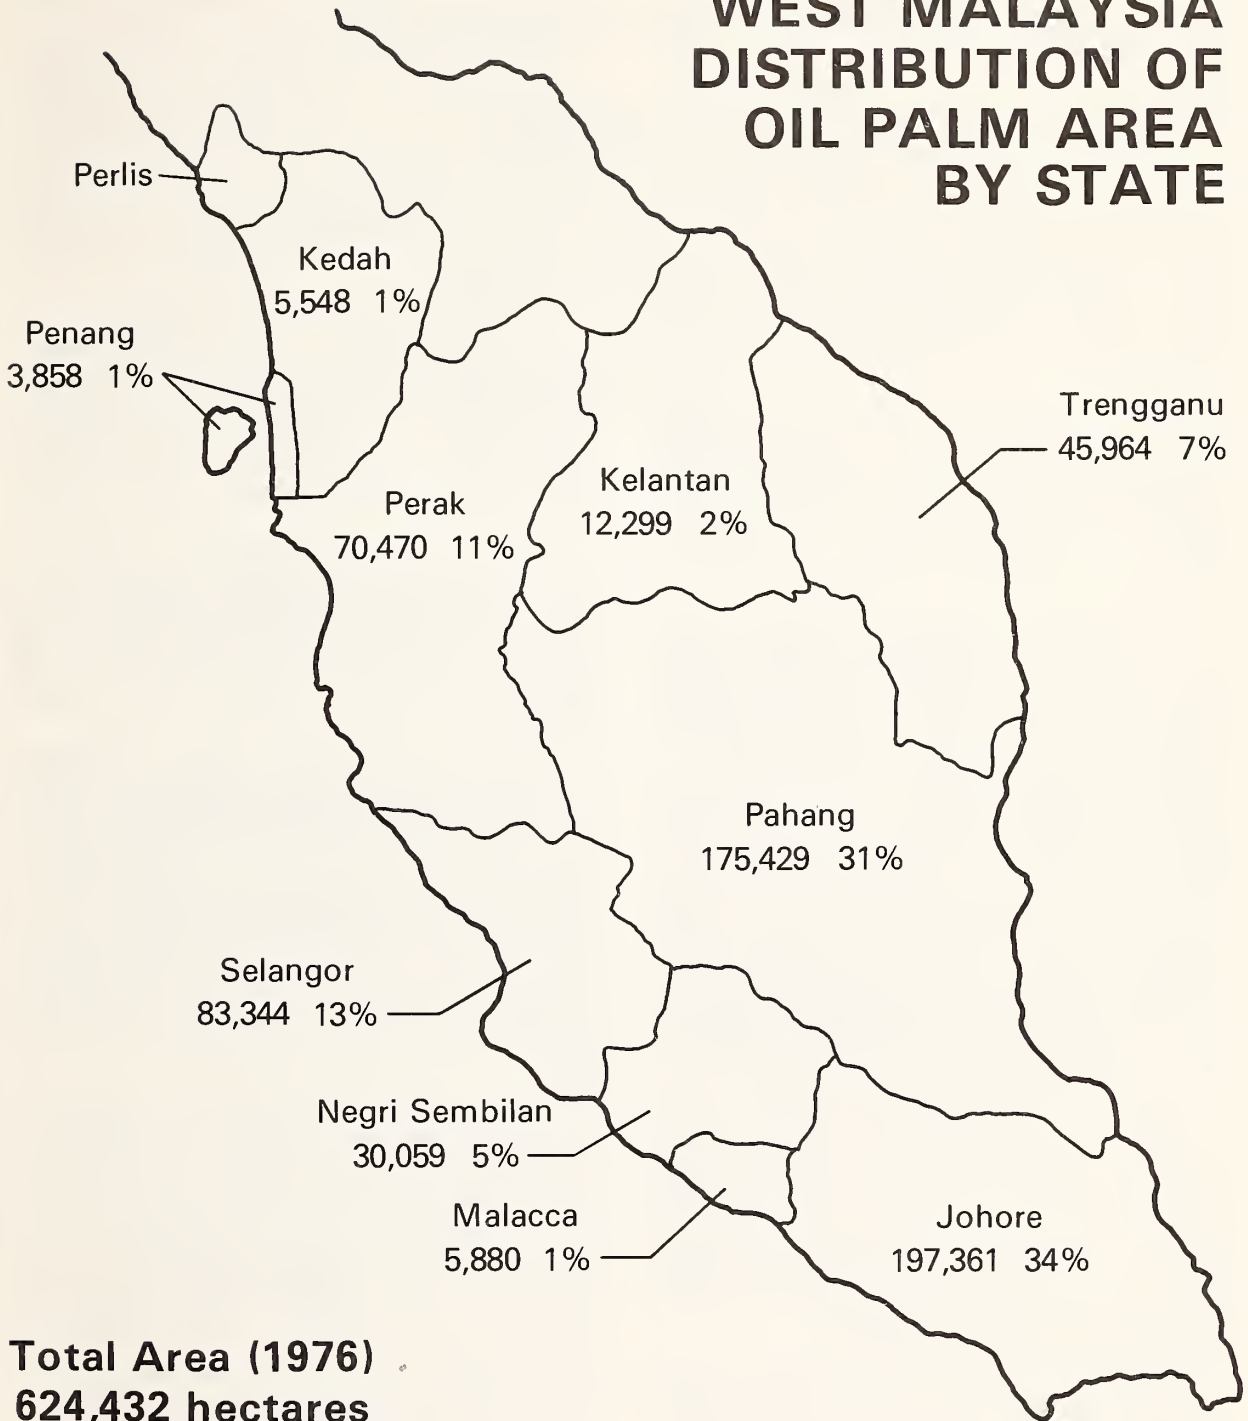 WEST MALAYSIA
DISTRIBUTION OF
OIL PALM AREA
BY STATE
Perlis
Kedah
5,548 1%
Penang
3,858 1%
Trengganu
45,964 7%
Kelantan
12,299 2%
Perak
70,470 11%
Pahang
175,429 31%
Selangor
83,344 13%
Negri Sembilan
30,059 5%
Malacca
5,880 1%
Johore
197,361 34%
Total Area (1976)
624,432 hectares